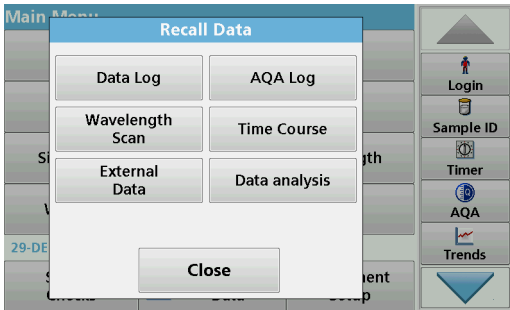 Main Menu
Recall Data
Data Log
AQA Log
Wavelength
Scan
Time Course
External
Data
Data analysis
Close
29-DE
Login
Sample ID
Timer
AQA
Trends